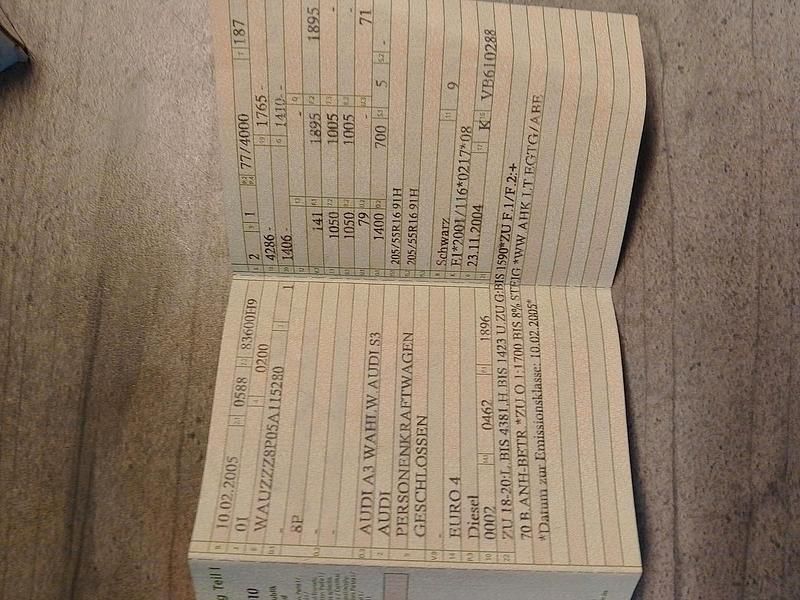 g Teil I
10.02.2005 0588 83600H9
01 0200
WAUZZZ8P05A115280 1
-
8P
-
-
AUDI A3 WAHLW.AUDI S3
AUDI
PERSONENKRAFTWAGEN
GESCHLOSSEN
-
EURO 4
Diesel
0002 0462 1896
2 1 77/4000 187
4286 - 1765 -
1406 - 1410 -
141 1895 1895
1050 1005 -
1050 1005 -
79 - 71
1400 700 5 -
205/55R16 91H
205/55R16 91H
Schwarz 9
E1*2001/116*0217*08
23.11.2004 K VB610288
ZU 18-20:L. BIS 4381,H BIS 1423 U.ZU G:BIS 1590*ZU F.1/F.2:+
70 B.ANH-BETR.*ZU O.1:1700 BIS 8% STEIG.*WW.AHK LT.EGTG/ABE
*Datum zur Emissionsklasse: 10.02.2005*